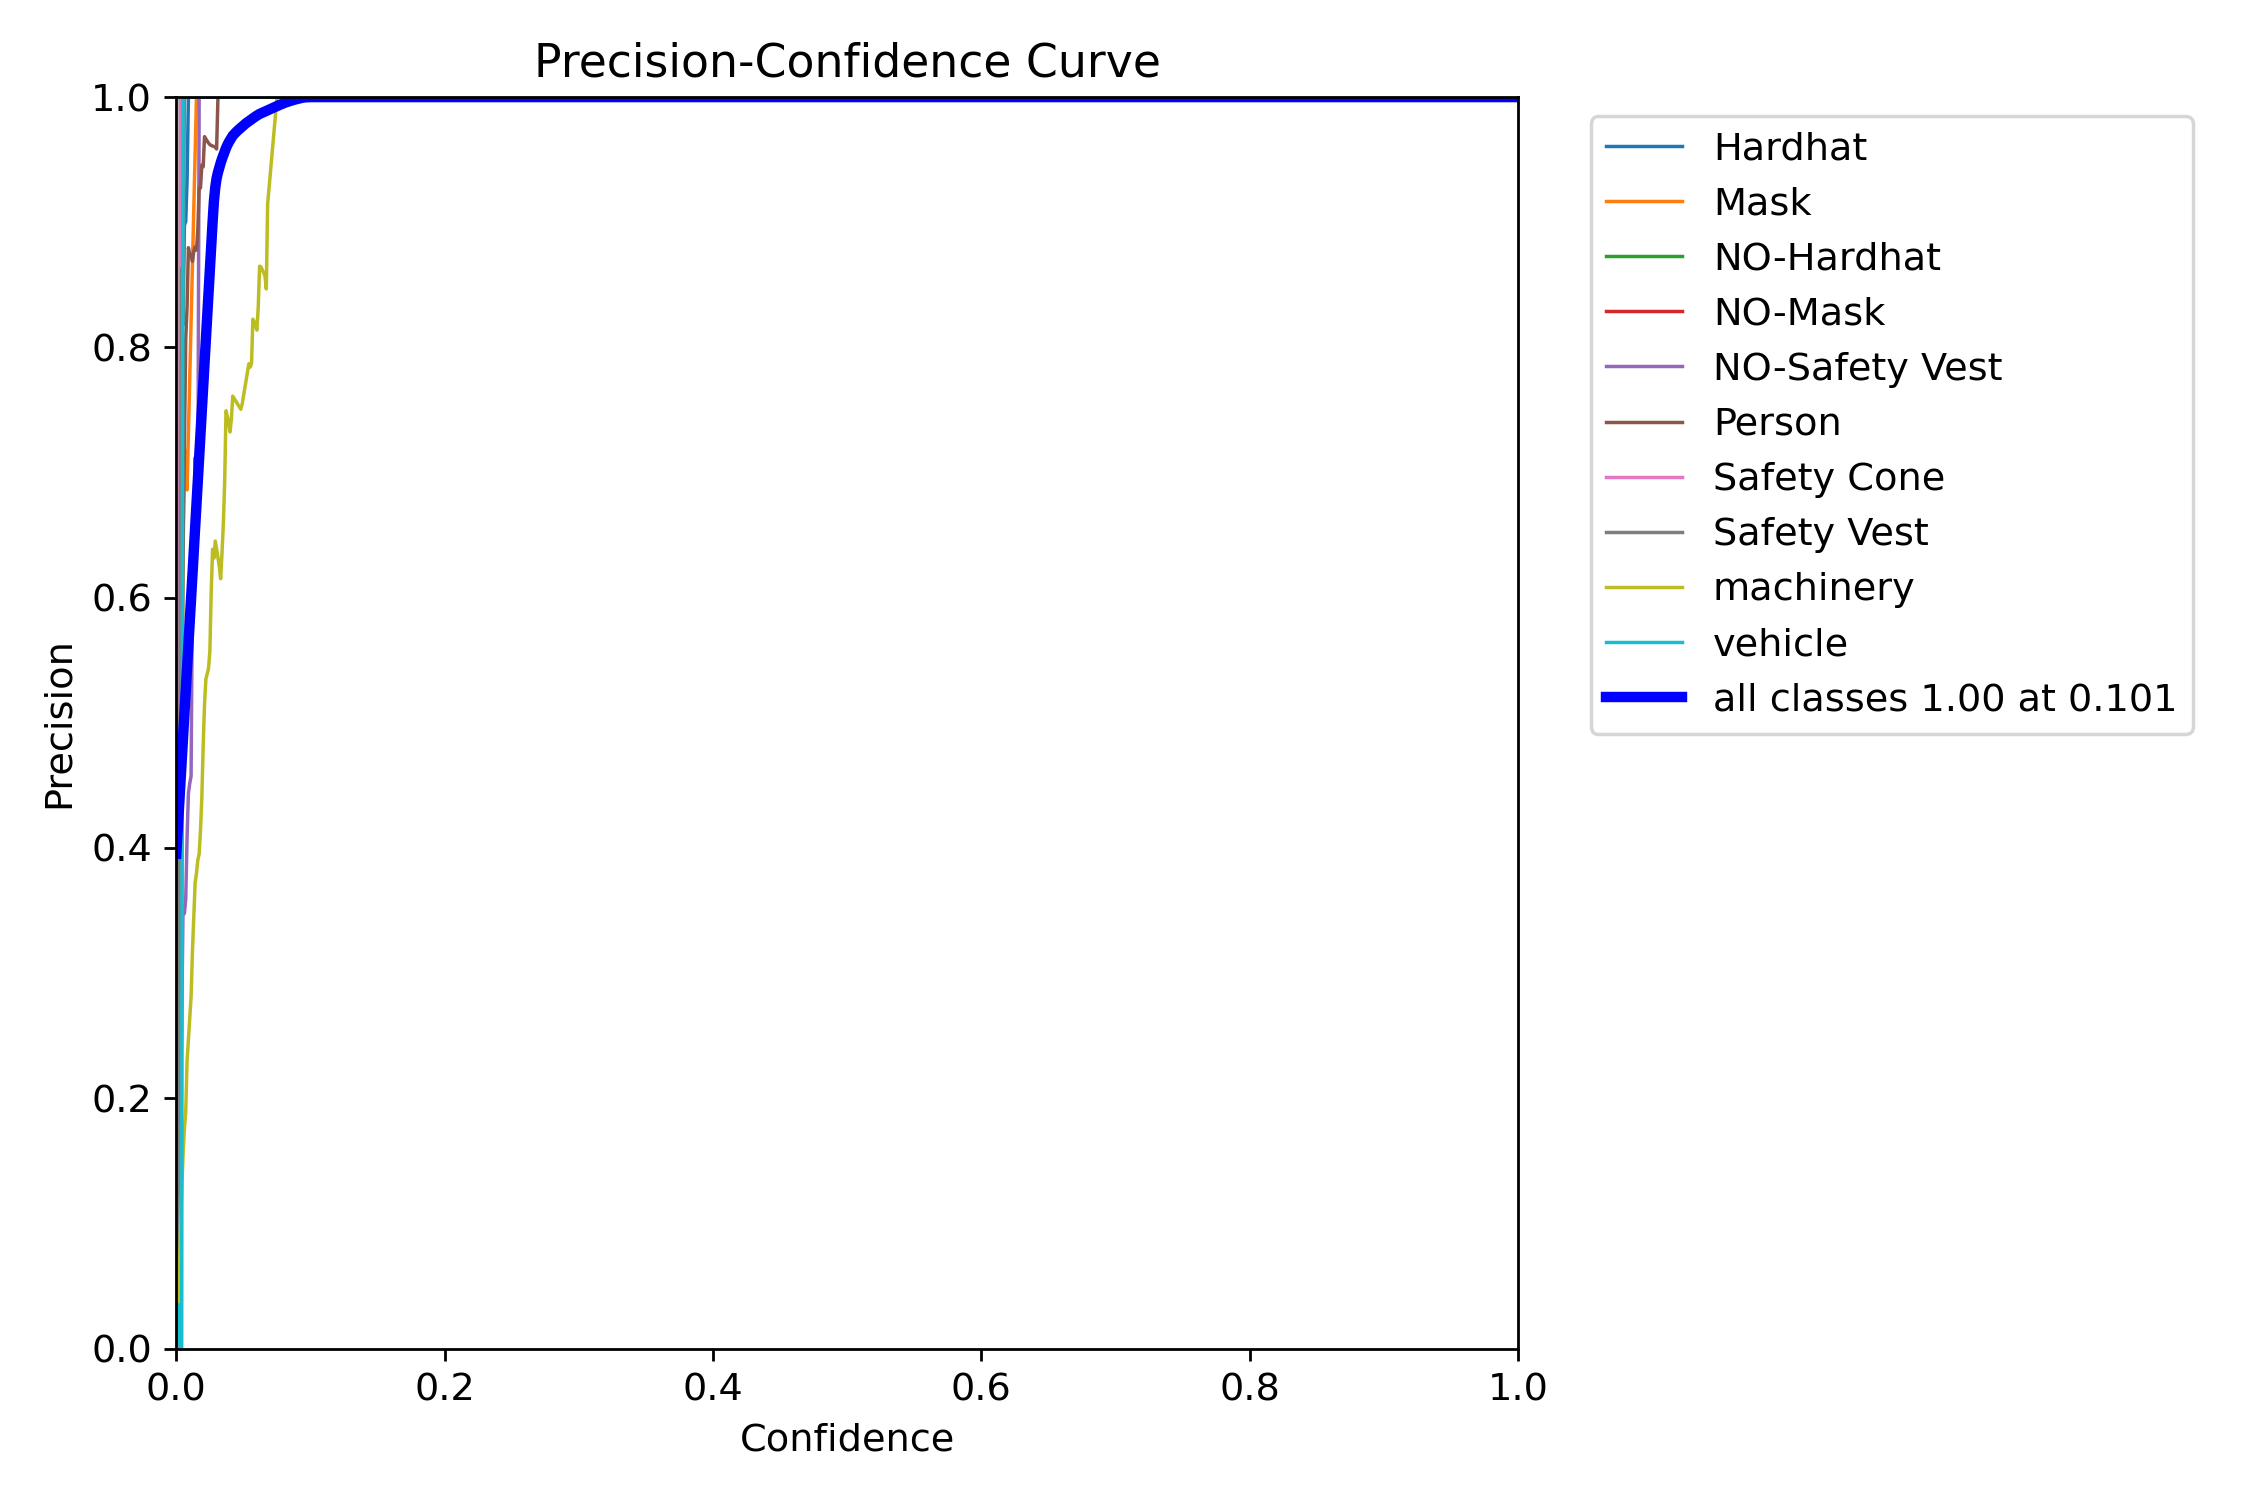 Precision-Confidence Curve
1.0
0.8
0.6
0.4
0.2
0.0
Precision
0.0 0.2 0.4 0.6 0.8 1.0
Confidence
Hardhat
Mask
NO-Hardhat
NO-Mask
NO-Safety Vest
Person
Safety Cone
Safety Vest
machinery
vehicle
all classes 1.00 at 0.101